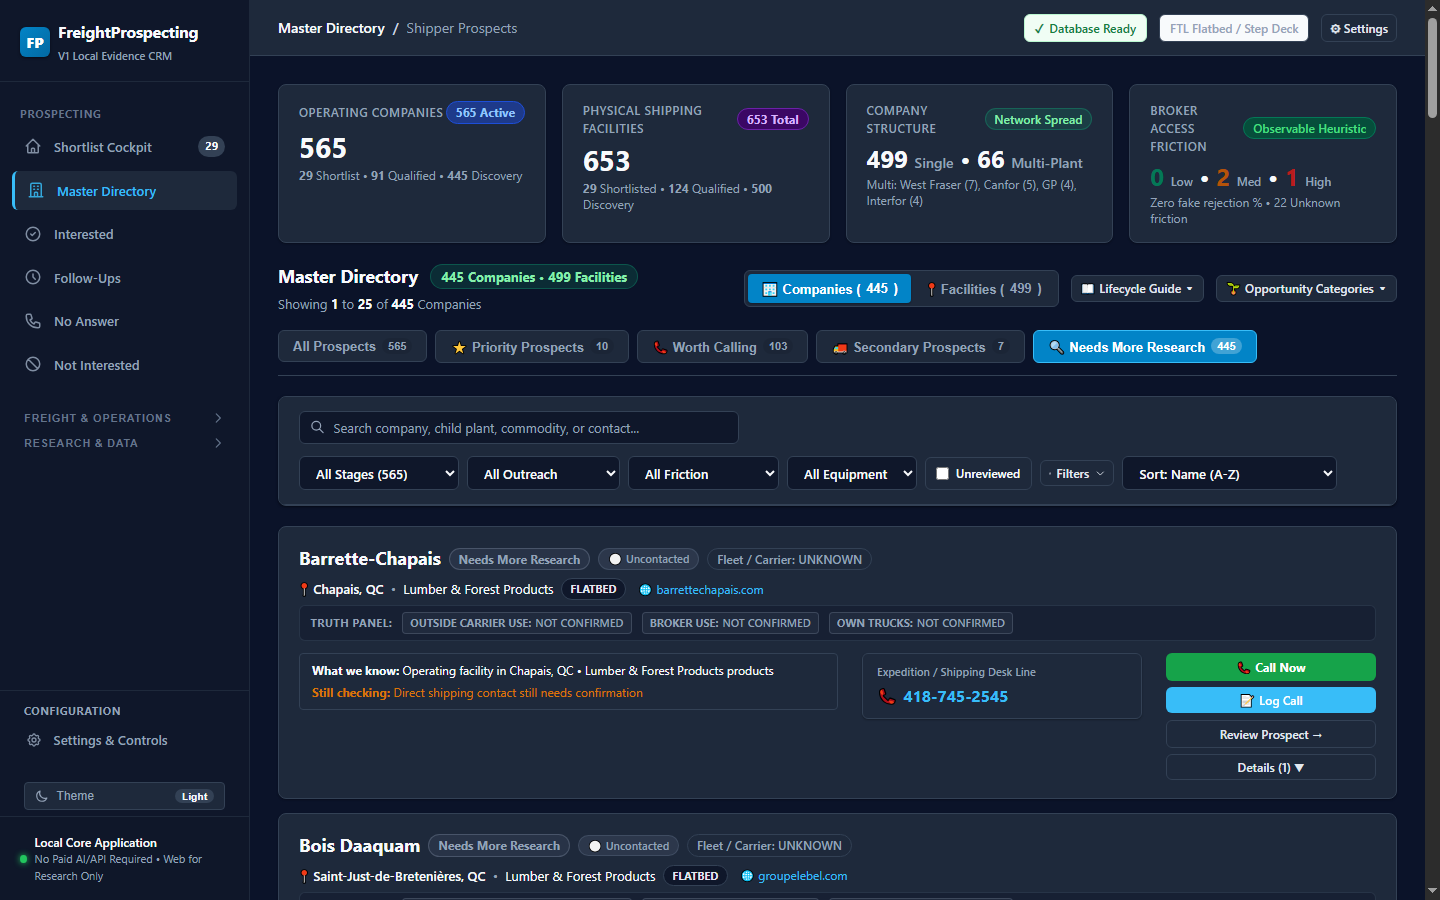 FP
FreightProspecting
V1 Local Evidence CRM
PROSPECTING
Shortlist Cockpit 29
Master Directory
Interested
Follow-Ups
No Answer
Not Interested
FREIGHT & OPERATIONS
RESEARCH & DATA
CONFIGURATION
Settings & Controls
Theme Light
Local Core Application
No Paid AI/API Required • Web for
Research Only
Master Directory / Shipper Prospects
✓ Database Ready
FTL Flatbed / Step Deck
⚙ Settings
OPERATING COMPANIES 565 Active
565
29 Shortlist • 91 Qualified • 445 Discovery
PHYSICAL SHIPPING
FACILITIES
653 Total
653
29 Shortlisted • 124 Qualified • 500
Discovery
COMPANY
STRUCTURE
Network Spread
499 Single • 66 Multi-Plant
Multi: West Fraser (7), Canfor (5), GP (4),
Interfor (4)
BROKER
ACCESS
FRICTION
Observable Heuristic
0 Low • 2 Med • 1 High
Zero fake rejection % • 22 Unknown
friction
Master Directory 445 Companies • 499 Facilities
Showing 1 to 25 of 445 Companies
🏢 Companies ( 445 )
📍 Facilities ( 499 )
📖 Lifecycle Guide ▾
🌱 Opportunity Categories ▾
All Prospects 565
⭐ Priority Prospects 10
📞 Worth Calling 103
🚚 Secondary Prospects 7
🔍 Needs More Research 445
Search company, child plant, commodity, or contact...
All Stages (565)
All Outreach
All Friction
All Equipment
Unreviewed
· Filters
Sort: Name (A-Z)
Barrette-Chapais Needs More Research ⚪ Uncontacted Fleet / Carrier: UNKNOWN
📍 Chapais, QC • Lumber & Forest Products FLATBED 🌐 barrettechapais.com
TRUTH PANEL: OUTSIDE CARRIER USE: NOT CONFIRMED BROKER USE: NOT CONFIRMED OWN TRUCKS: NOT CONFIRMED
What we know: Operating facility in Chapais, QC • Lumber & Forest Products products
Still checking: Direct shipping contact still needs confirmation
Expedition / Shipping Desk Line
📞 418-745-2545
📞 Call Now
📝 Log Call
Review Prospect →
Details (1) ▼
Bois Daaquam Needs More Research ⚪ Uncontacted Fleet / Carrier: UNKNOWN
📍 Saint-Just-de-Bretenières, QC • Lumber & Forest Products FLATBED 🌐 groupelebel.com